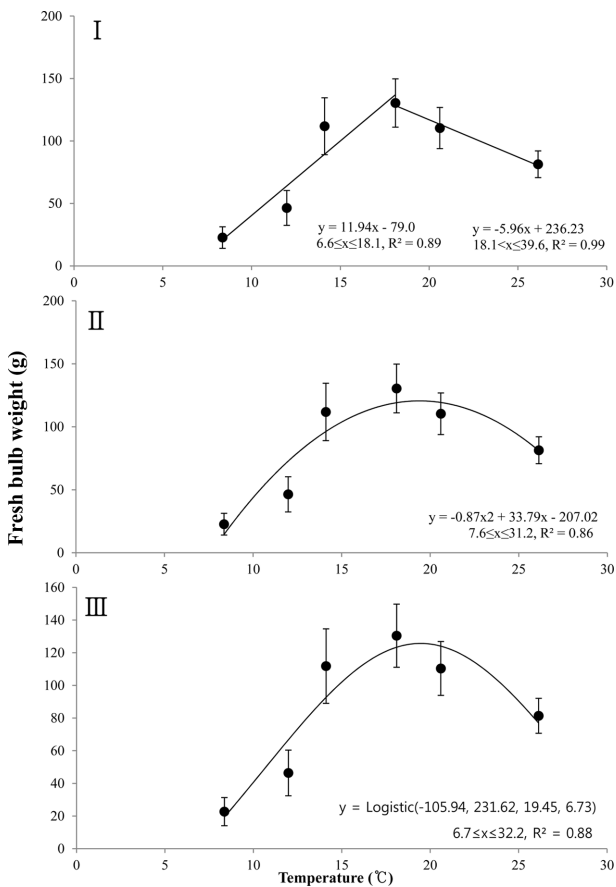 Fresh bulb weight (g)
Ⅰ
200
150
100
50
0
y = 11.94x - 79.0
6.6≤x≤18.1, R² = 0.89
y = -5.96x + 236.23
18.1<x≤39.6, R² = 0.99
0 5 10 15 20 25 30
Ⅱ
200
150
100
50
0
y = -0.87x2 + 33.79x - 207.02
7.6≤x≤31.2, R² = 0.86
0 5 10 15 20 25 30
Ⅲ
160
140
120
100
80
60
40
20
0
y = Logistic(-105.94, 231.62, 19.45, 6.73)
6.7≤x≤32.2, R² = 0.88
0 5 10 15 20 25 30
Temperature (℃)